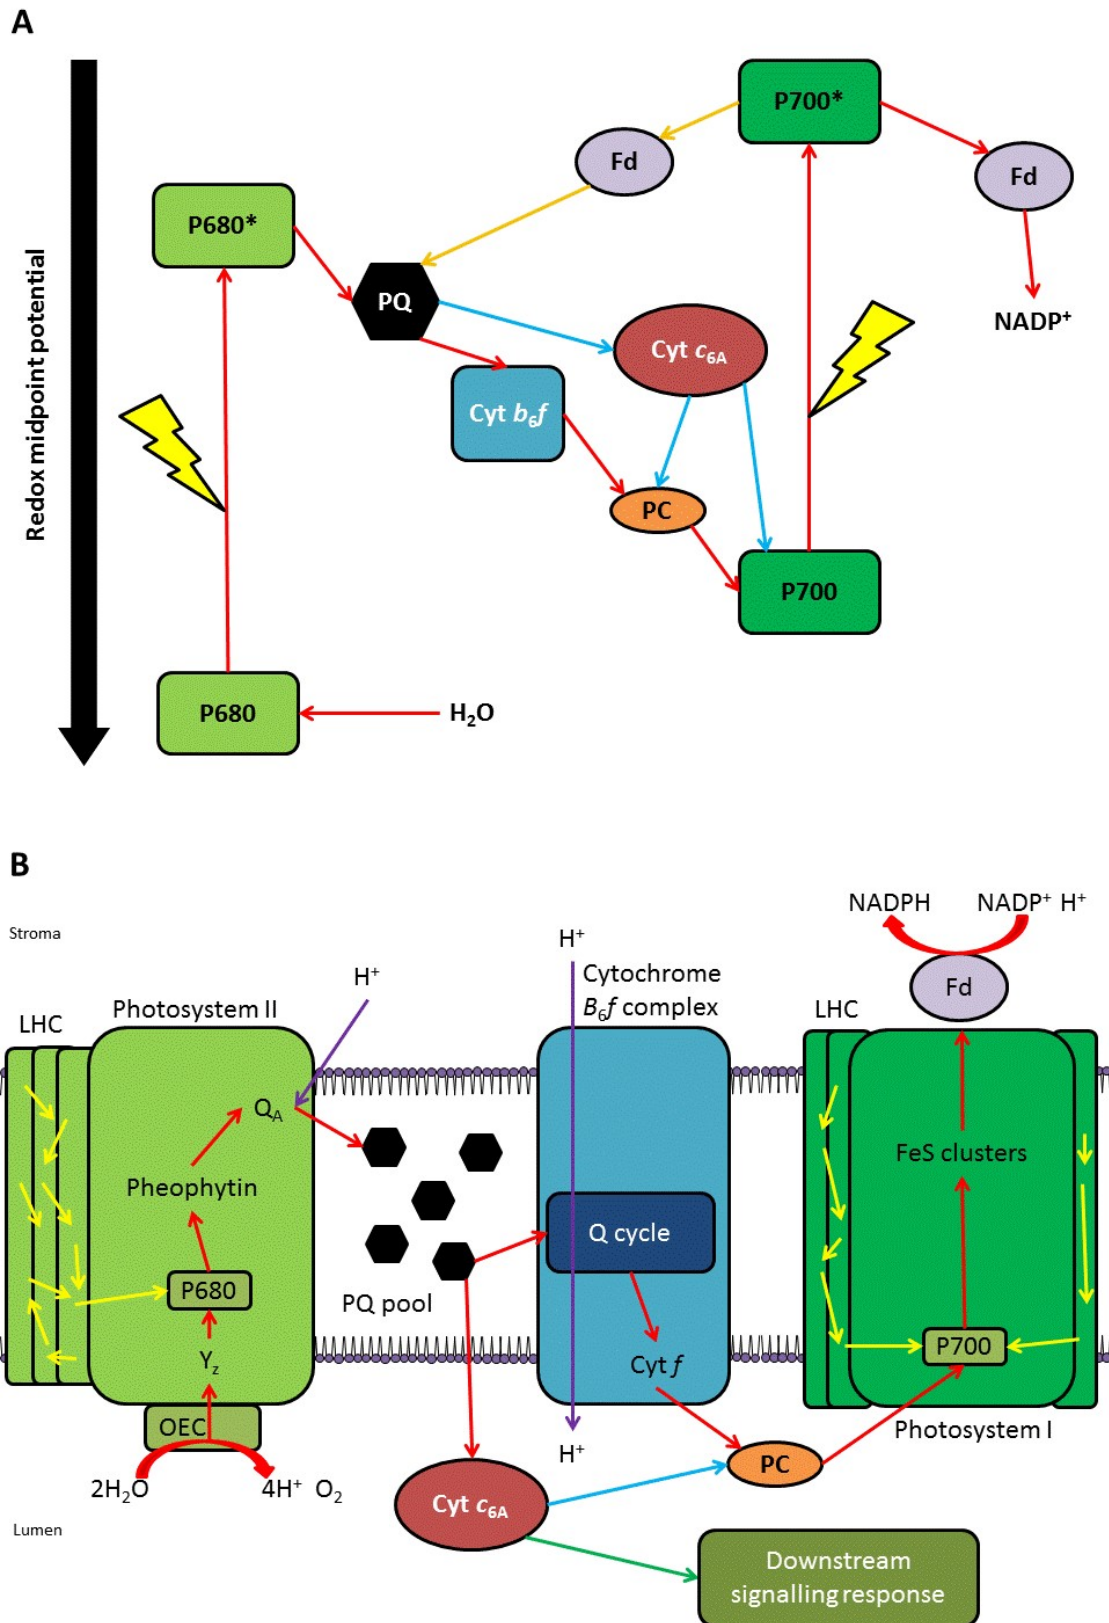 A
Redox midpoint potential
P700*
Fd
Fd
P680*
PQ
NADP⁺
Cyt c₆A
Cyt b₆f
PC
P700
P680
H₂O
B
Stroma
NADPH
NADP⁺ H⁺
H⁺
H⁺
Cytochrome
B₆f complex
Fd
LHC
Photosystem II
LHC
Q_A
FeS clusters
Pheophytin
Q cycle
P680
PQ pool
P700
Y_z
Cyt f
OEC
Photosystem I
H⁺
PC
2H₂O
4H⁺ O₂
Cyt c₆A
Lumen
Downstream
signalling response